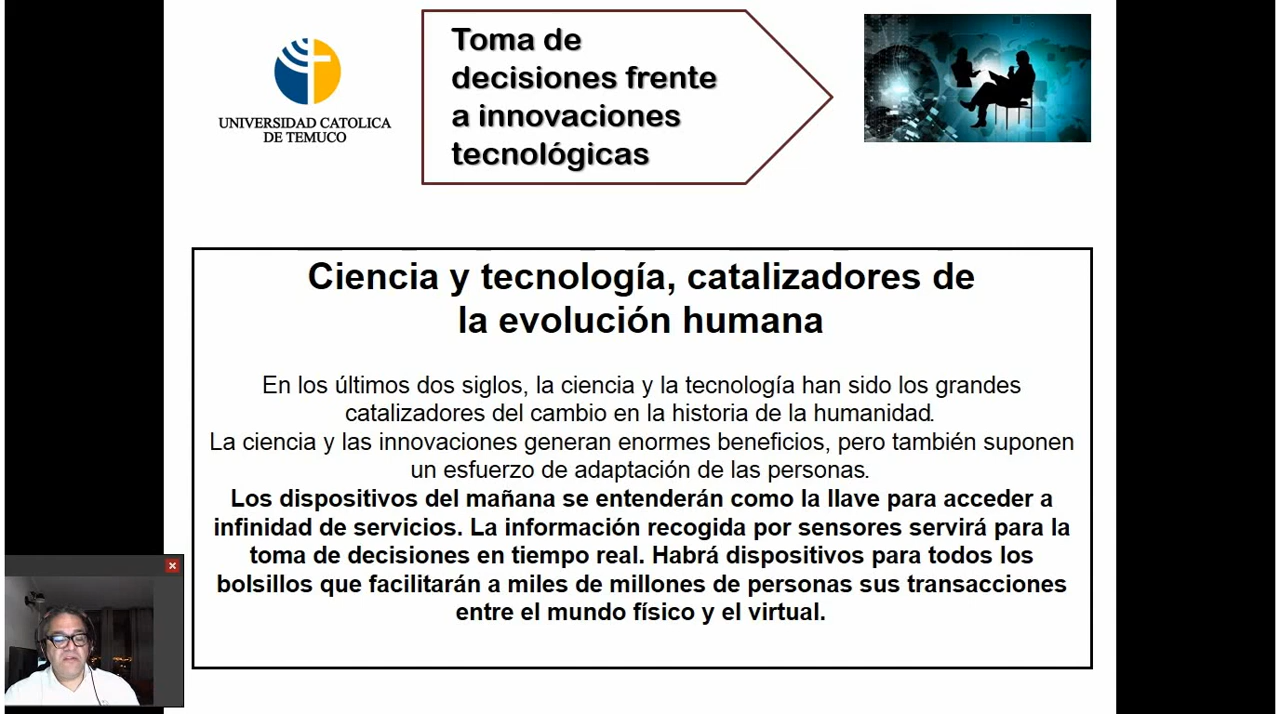 UNIVERSIDAD CATOLICA
DE TEMUCO
Toma de
decisiones frente
a innovaciones
tecnológicas
Ciencia y tecnología, catalizadores de
la evolución humana
En los últimos dos siglos, la ciencia y la tecnología han sido los grandes
catalizadores del cambio en la historia de la humanidad.
La ciencia y las innovaciones generan enormes beneficios, pero también suponen
un esfuerzo de adaptación de las personas.
Los dispositivos del mañana se entenderán como la llave para acceder a
infinidad de servicios. La información recogida por sensores servirá para la
toma de decisiones en tiempo real. Habrá dispositivos para todos los
bolsillos que facilitarán a miles de millones de personas sus transacciones
entre el mundo físico y el virtual.